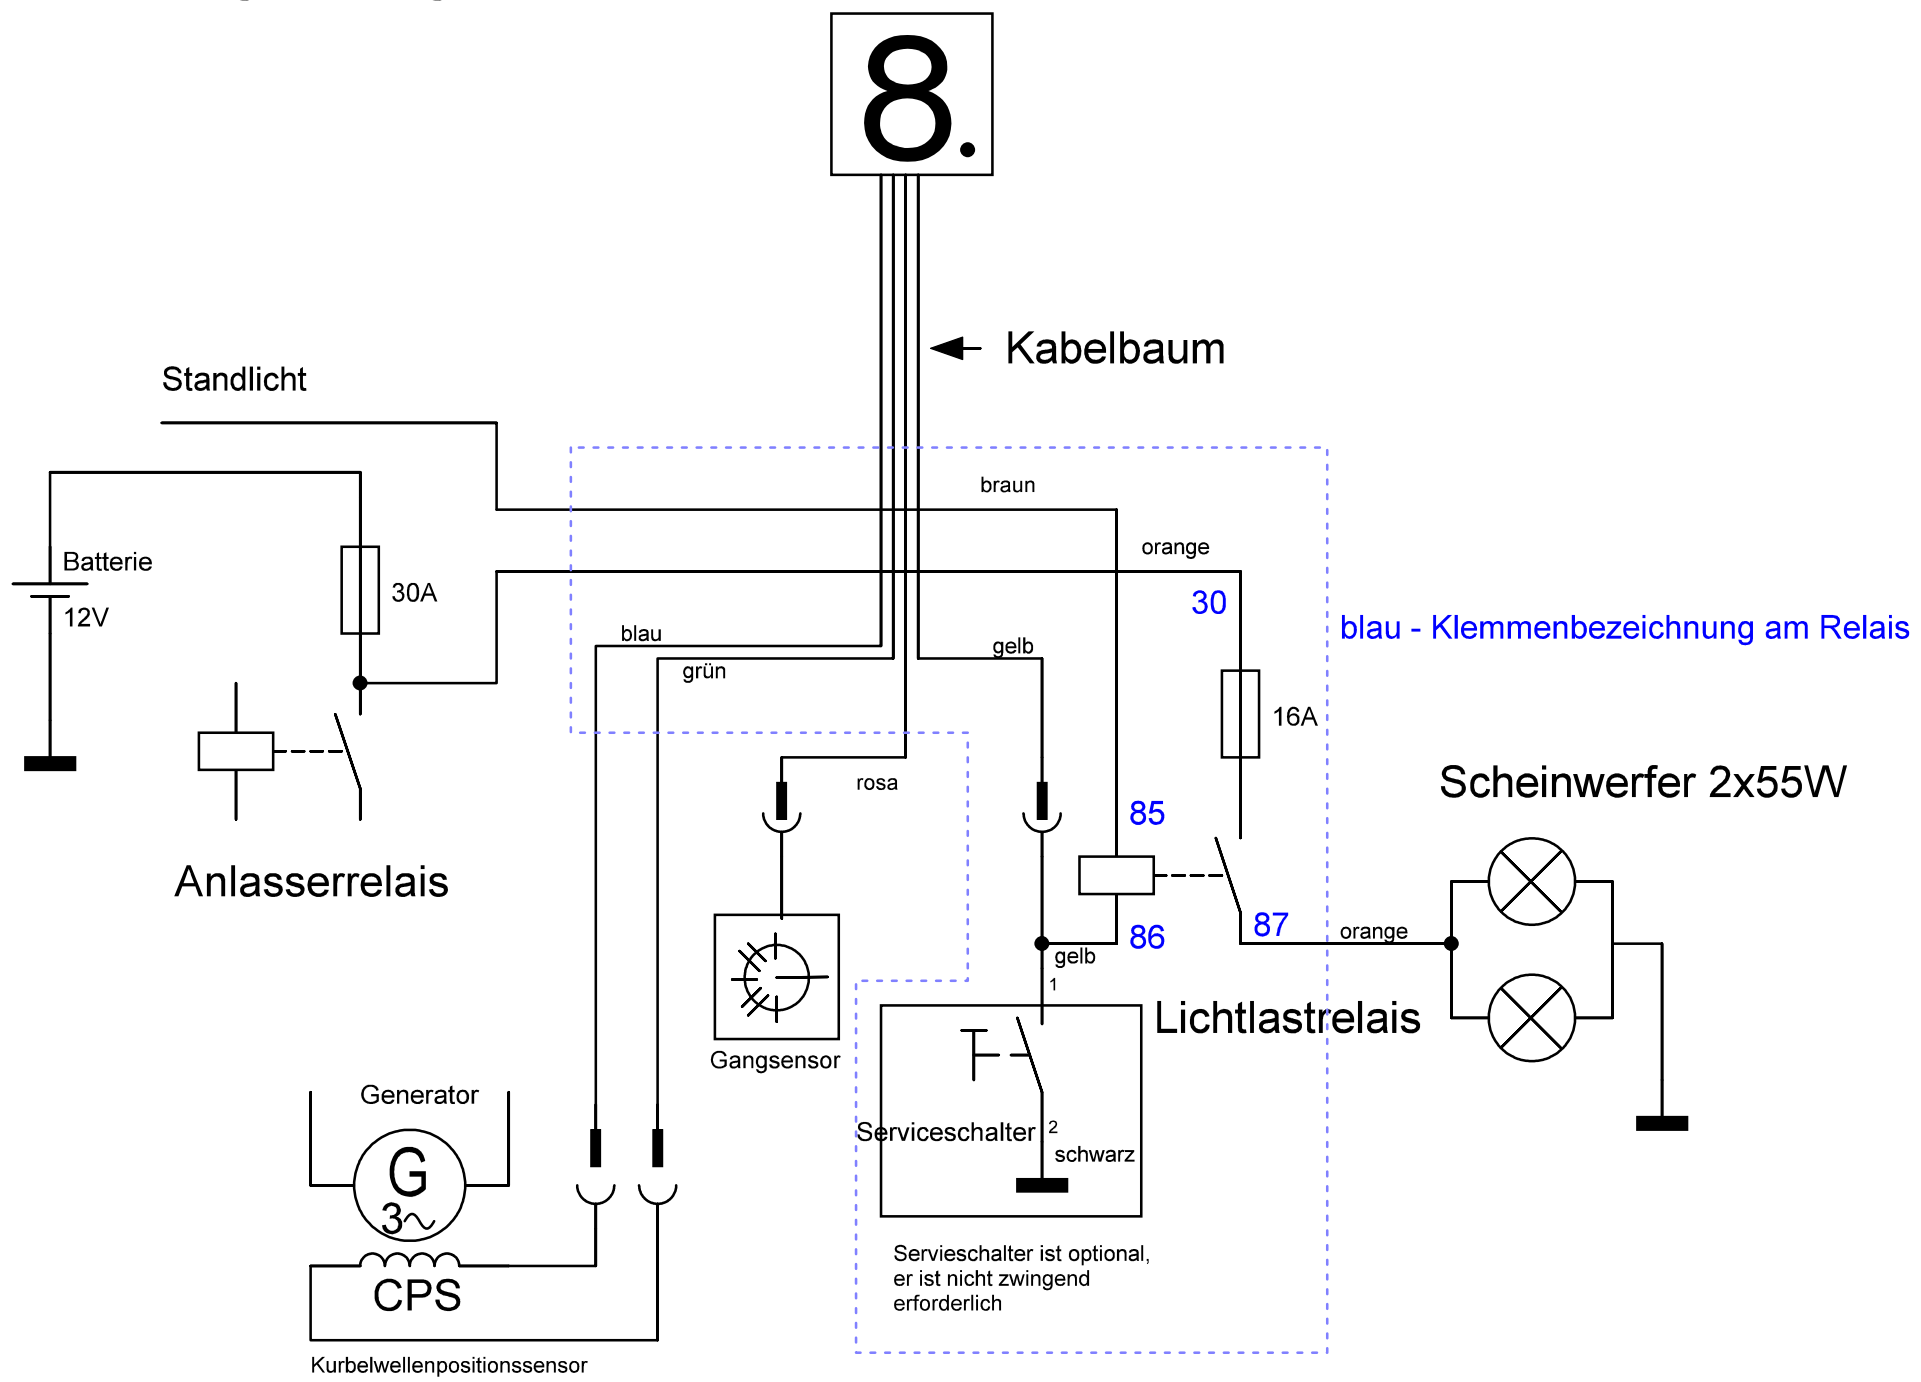 8.
Kabelbaum
Standlicht
braun
orange
Batterie
30A
12V
30
blau - Klemmenbezeichnung am Relais
blau
gelb
grün
16A
rosa
Scheinwerfer 2x55W
85
Anlasserrelais
86
87
orange
gelb
1
Lichtlastrelais
Gangsensor
Generator
G
3
Serviceschalter
2
schwarz
CPS
Servieschalter ist optional,
er ist nicht zwingend
erforderlich
Kurbelwellenpositionssensor